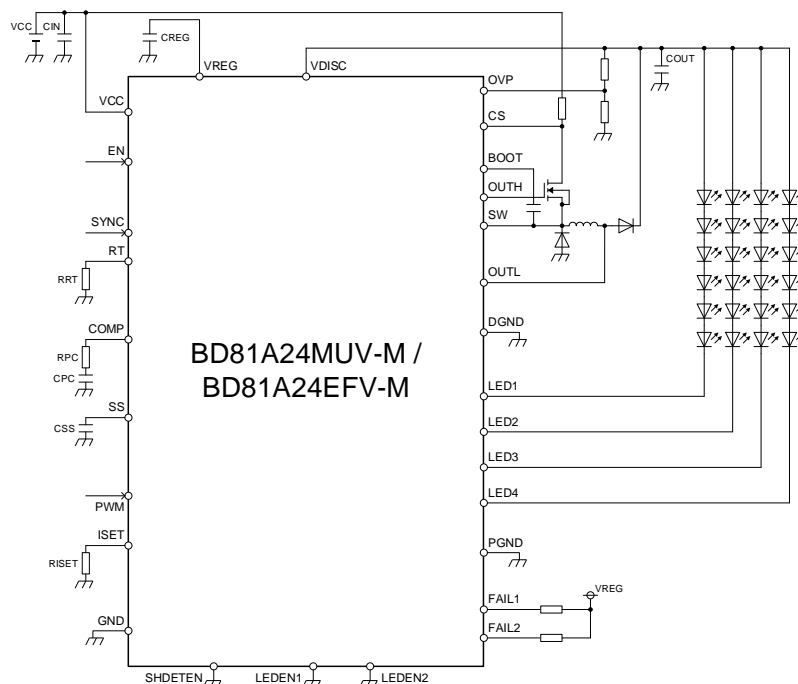 VCC CIN
CREG
COUT
VREG
VDISC
OVP
VCC
CS
EN
BOOT
OUTH
SYNC
SW
RT
RRT
OUTL
COMP
DGND
RPC
CPC
BD81A24MUV-M /
BD81A24EFV-M
LED1
SS
CSS
LED2
LED3
PWM
LED4
ISET
RISET
PGND
VREG
FAIL1
GND
FAIL2
SHDETEN
LEDEN1
LEDEN2